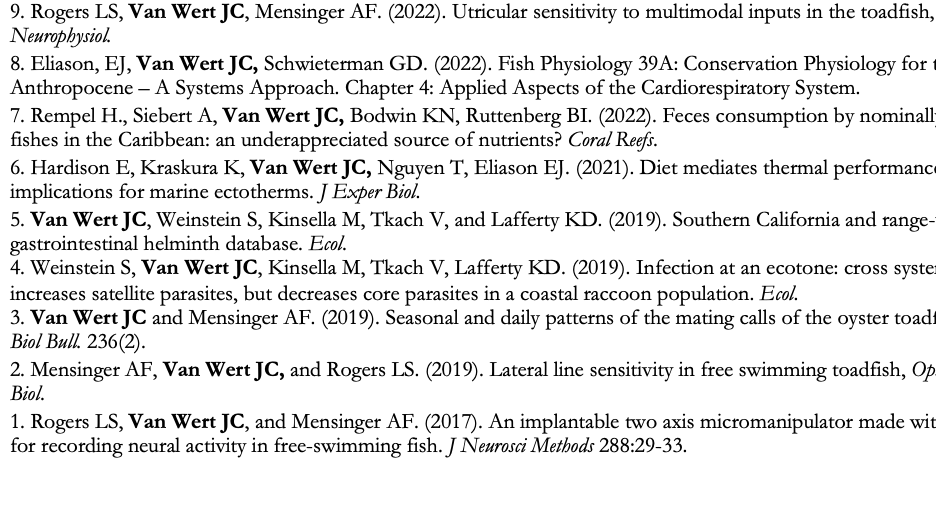 9. Rogers LS, Van Wert JC, Mensinger AF. (2022). Utricular sensitivity to multimodal inputs in the toadfish,
Neurophysiol.
8. Eliason, EJ, Van Wert JC, Schwieterman GD. (2022). Fish Physiology 39A: Conservation Physiology for
Anthropocene – A Systems Approach. Chapter 4: Applied Aspects of the Cardiorespiratory System.
7. Rempel H., Siebert A, Van Wert JC, Bodwin KN, Ruttenberg BI. (2022). Feces consumption by nominally
fishes in the Caribbean: an underappreciated source of nutrients? Coral Reefs.
6. Hardison E, Kraskura K, Van Wert JC, Nguyen T, Eliason EJ. (2021). Diet mediates thermal performance
implications for marine ectotherms. J Exper Biol.
5. Van Wert JC, Weinstein S, Kinsella M, Tkach V, and Lafferty KD. (2019). Southern California and range-
gastrointestinal helminth database. Ecol.
4. Weinstein S, Van Wert JC, Kinsella M, Tkach V, Lafferty KD. (2019). Infection at an ecotone: cross syste
increases satellite parasites, but decreases core parasites in a coastal raccoon population. Ecol.
3. Van Wert JC and Mensinger AF. (2019). Seasonal and daily patterns of the mating calls of the oyster toadf
Biol Bull. 236(2).
2. Mensinger AF, Van Wert JC, and Rogers LS. (2019). Lateral line sensitivity in free swimming toadfish, Op
Biol.
1. Rogers LS, Van Wert JC, and Mensinger AF. (2017). An implantable two axis micromanipulator made wit
for recording neural activity in free-swimming fish. J Neurosci Methods 288:29-33.